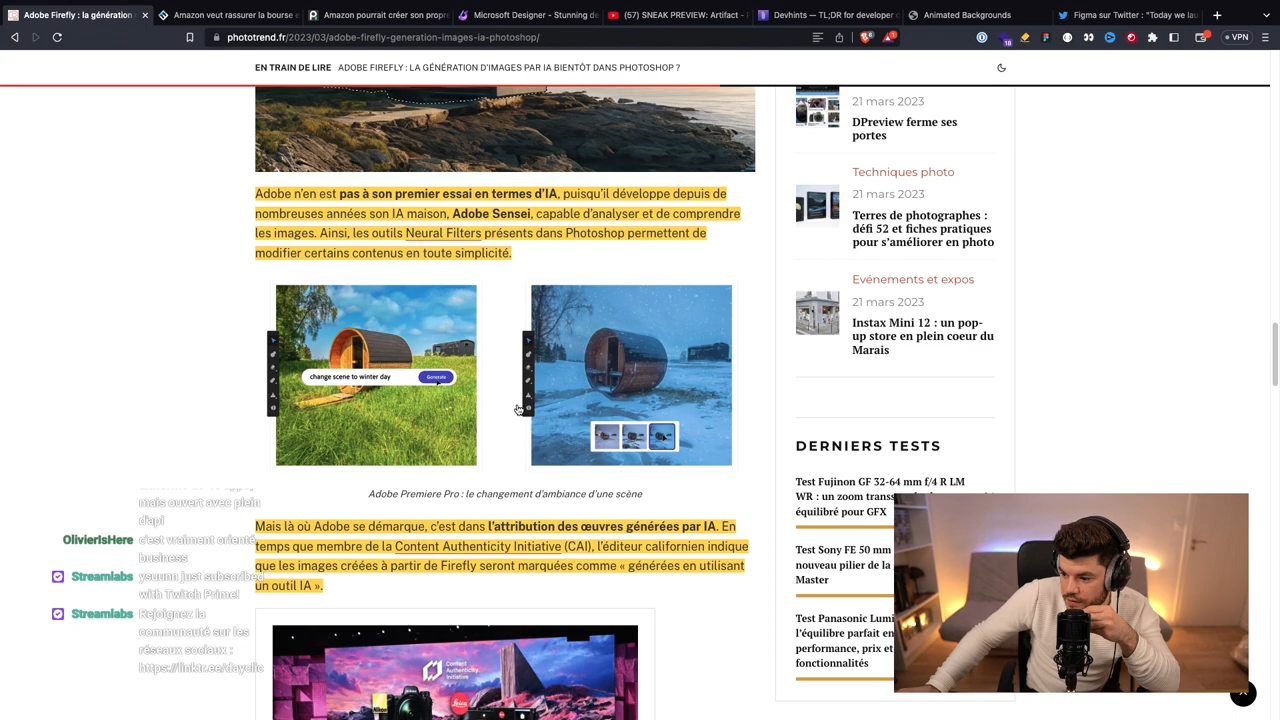 Adobe Firefly : la génération
Amazon veut rassurer la bourse
Amazon pourrait créer son propr
Microsoft Designer - Stunning de
(57) SNEAK PREVIEW: Artifact - F
Devhints — TL;DR for developer
Animated Backgrounds
Figma sur Twitter : "Today we lau
phototrend.fr/2023/03/adobe-firefly-generation-images-ia-photoshop/
VPN
EN TRAIN DE LIRE ADOBE FIREFLY : LA GÉNÉRATION D'IMAGES PAR IA BIENTÔT DANS PHOTOSHOP ?
Adobe n'en est pas à son premier essai en termes d'IA, puisqu'il développe depuis de
nombreuses années son IA maison, Adobe Sensei, capable d'analyser et de comprendre
les images. Ainsi, les outils Neural Filters présents dans Photoshop permettent de
modifier certains contenus en toute simplicité.
change scene to winter day
Generate
Adobe Premiere Pro : le changement d'ambiance d'une scène
Mais là où Adobe se démarque, c'est dans l'attribution des œuvres générées par IA. En
temps que membre de la Content Authenticity Initiative (CAI), l'éditeur californien indique
que les images créées à partir de Firefly seront marquées comme « générées en utilisant
un outil IA ».
Content
Authenticity
Initiative
Nikon
Leica
21 mars 2023
DPreview ferme ses
portes
Techniques photo
21 mars 2023
Terres de photographes :
défi 52 et fiches pratiques
pour s'améliorer en photo
Evénements et expos
21 mars 2023
Instax Mini 12 : un pop-
up store en plein coeur du
Marais
DERNIERS TESTS
Test Fujinon GF 32-64 mm f/4 R LM
WR : un zoom transs
équilibré pour GFX
Test Sony FE 50 mm
nouveau pilier de la
Master
Test Panasonic Lumi
l'équilibre parfait en
performance, prix et
fonctionnalités
mais ouvert avec plein
d'api
OlivierIsHere c'est vraiment orienté
business
Streamlabs ysuunn just subscribed
with Twitch Prime!
Streamlabs Rejoignez la
communauté sur les
réseaux sociaux :
https://linktr.ee/dayclic